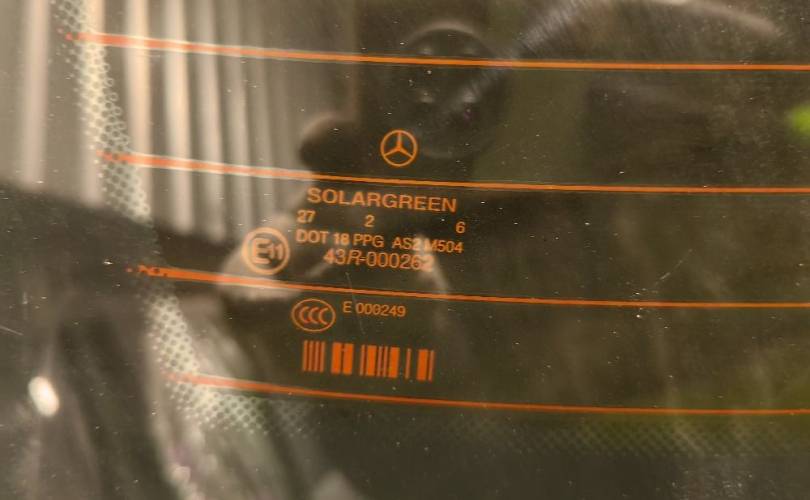 SOLARGREEN
27 2 6
E11 DOT 18 PPG AS2 M504
43R-000262
CCC E 000249